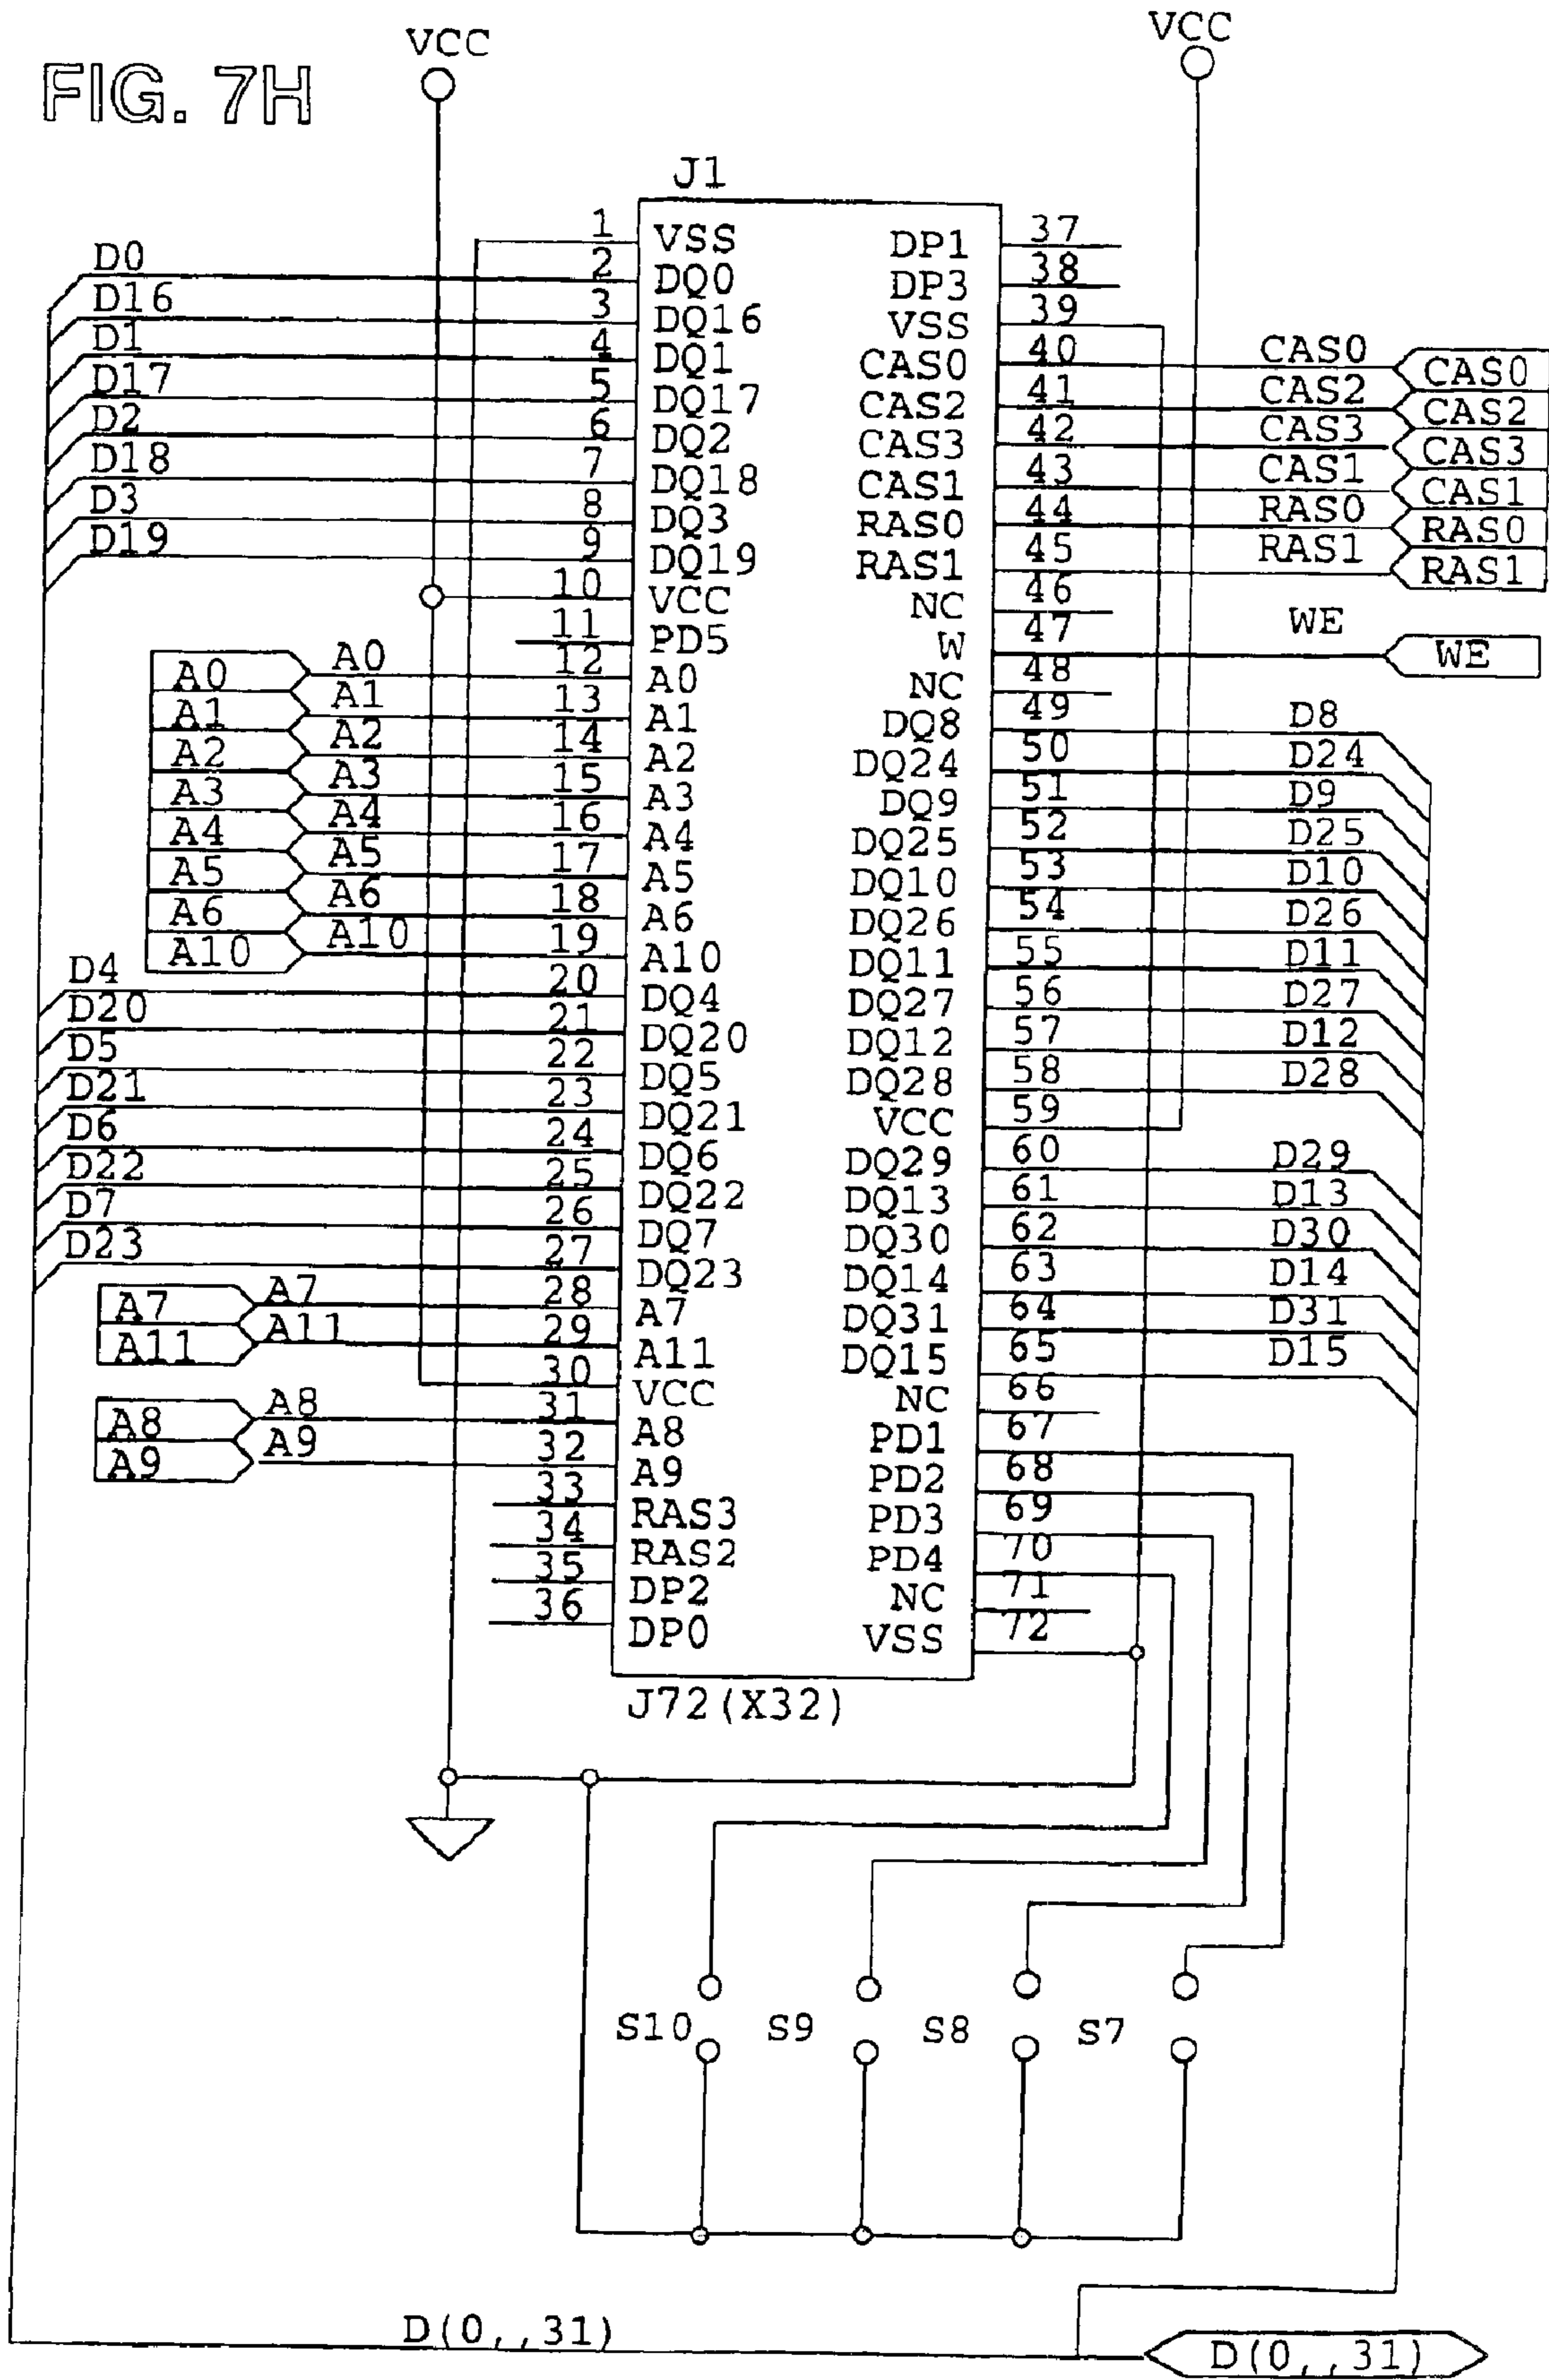 FIG. 7H
VCC
VCC
J1
1 VSS DP1 37
D0 2 DQ0 DP3 38
D16 3 DQ16 VSS 39
D1 4 DQ1 CAS0 40 CAS0 CAS0
D17 5 DQ17 CAS2 41 CAS2 CAS2
D2 6 DQ2 CAS3 42 CAS3 CAS3
D18 7 DQ18 CAS1 43 CAS1 CAS1
D3 8 DQ3 RAS0 44 RAS0 RAS0
D19 9 DQ19 RAS1 45 RAS1 RAS1
10 VCC NC 46
11 PD5 W 47 WE WE
A0 A0 12 A0 NC 48
A1 A1 13 A1 DQ8 49 D8
A2 A2 14 A2 DQ24 50 D24
A3 A3 15 A3 DQ9 51 D9
A4 A4 16 A4 DQ25 52 D25
A5 A5 17 A5 DQ10 53 D10
A6 A6 18 A6 DQ26 54 D26
A10 A10 19 A10 DQ11 55 D11
D4 20 DQ4 DQ27 56 D27
D20 21 DQ20 DQ12 57 D12
D5 22 DQ5 DQ28 58 D28
D21 23 DQ21 VCC 59
D6 24 DQ6 DQ29 60 D29
D22 25 DQ22 DQ13 61 D13
D7 26 DQ7 DQ30 62 D30
D23 27 DQ23 DQ14 63 D14
A7 A7 28 A7 DQ31 64 D31
A11 A11 29 A11 DQ15 65 D15
30 VCC NC 66
A8 A8 31 A8 PD1 67
A9 A9 32 A9 PD2 68
33 RAS3 PD3 69
34 RAS2 PD4 70
35 DP2 NC 71
36 DP0 VSS 72
J72(X32)
S10 S9 S8 S7
D(0,,31)
D(0,,31)